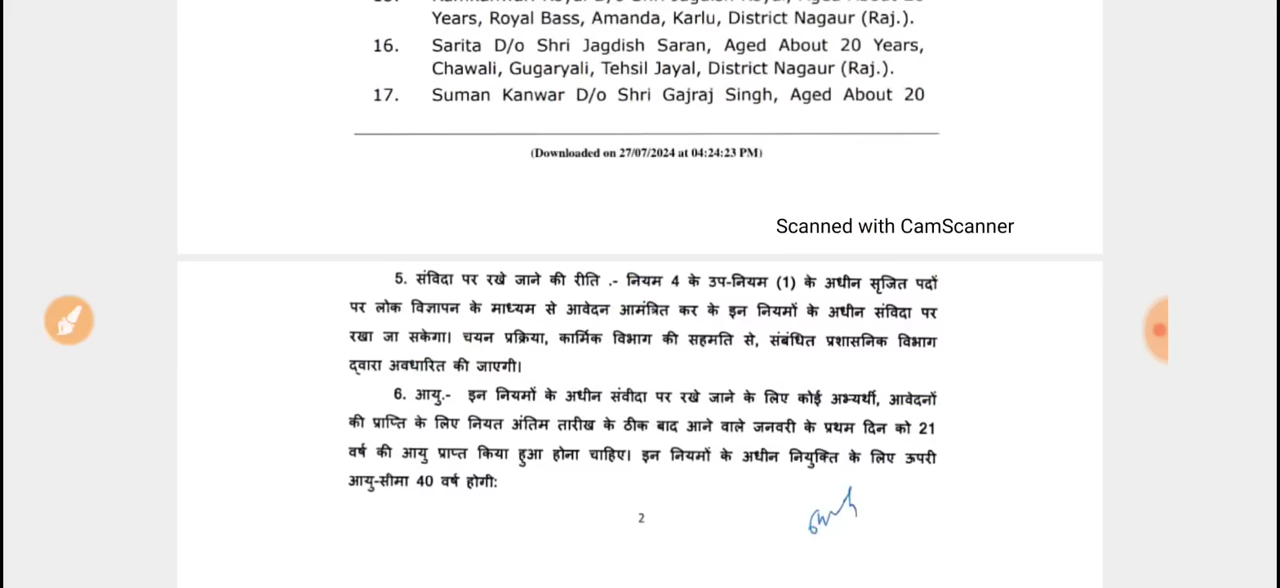 Years, Royal Bass, Amanda, Karlu, District Nagaur (Raj.).
16. Sarita D/o Shri Jagdish Saran, Aged About 20 Years,
Chawali, Gugaryali, Tehsil Jayal, District Nagaur (Raj.).
17. Suman Kanwar D/o Shri Gajraj Singh, Aged About 20
(Downloaded on 27/07/2024 at 04:24:23 PM)
Scanned with CamScanner
5. संविदा पर रखे जाने की रीति .- नियम 4 के उप-नियम (1) के अधीन सृजित पदों
पर लोक विज्ञापन के माध्यम से आवेदन आमंत्रित कर के इन नियमों के अधीन संविदा पर
रखा जा सकेगा। चयन प्रक्रिया, कार्मिक विभाग की सहमति से, संबंधित प्रशासनिक विभाग
द्वारा अवधारित की जाएगी।
6. आयु.- इन नियमों के अधीन संवीदा पर रखे जाने के लिए कोई अभ्यर्थी, आवेदनों
की प्राप्ति के लिए नियत अंतिम तारीख के ठीक बाद आने वाले जनवरी के प्रथम दिन को 21
वर्ष की आयु प्राप्त किया हुआ होना चाहिए। इन नियमों के अधीन नियुक्ति के लिए ऊपरी
आयु-सीमा 40 वर्ष होगी:
2